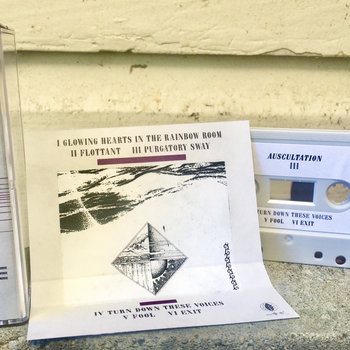 I GLOWING HEARTS IN THE RAINBOW ROOM
II FLOTTANT III PURGATORY SWAY
IV TURN DOWN THESE VOICES
V FOOL VI EXIT
AUSCULTATION
III
TURN DOWN THESE VOICES
V FOOL VI EXIT